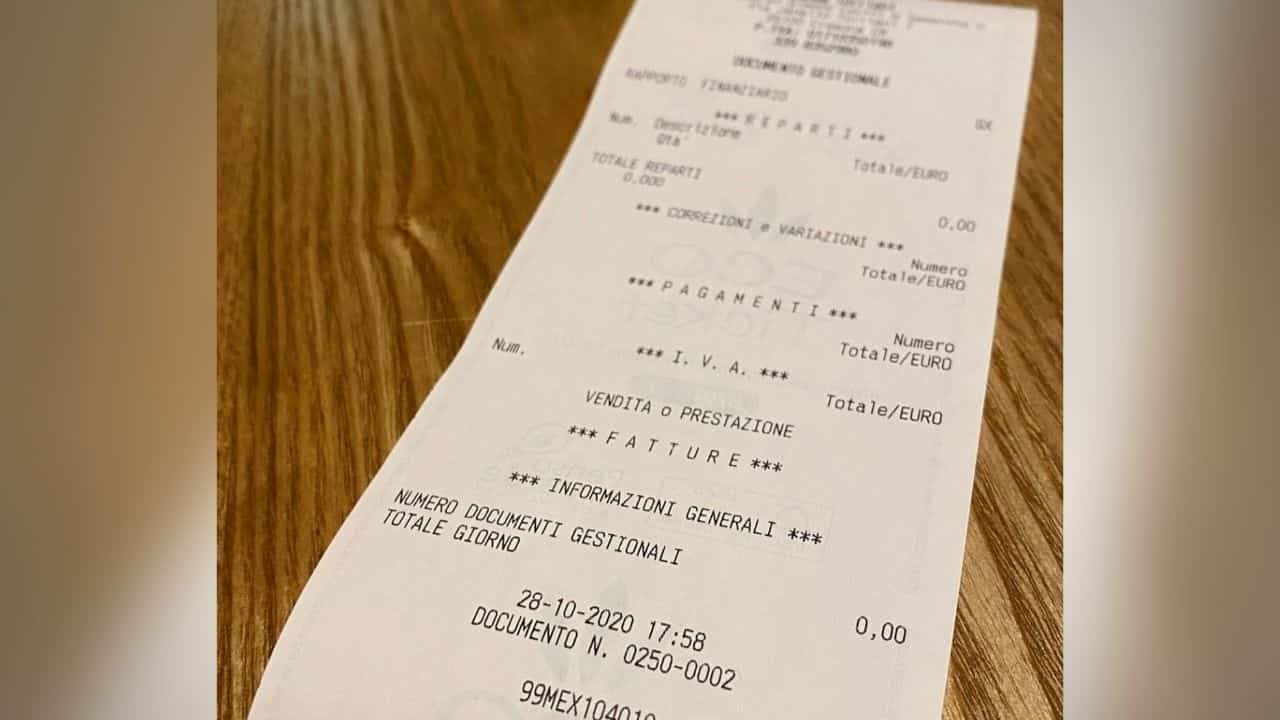 DOCUMENTO GESTIONALE
RAPPORTO FINANZIARIO
*** R E P A R T I ***
Num. Descrizione
Qta' Totale/EURO
TOTALE REPARTI
0,000 0,00
*** CORREZIONI e VARIAZIONI ***
Numero
Totale/EURO
*** P A G A M E N T I ***
Numero
Totale/EURO
*** I. V. A. ***
Num. Totale/EURO
VENDITA o PRESTAZIONE
*** F A T T U R E ***
*** INFORMAZIONI GENERALI ***
NUMERO DOCUMENTI GESTIONALI
TOTALE GIORNO 0,00
28-10-2020 17:58
DOCUMENTO N. 0250-0002
99MEX104010